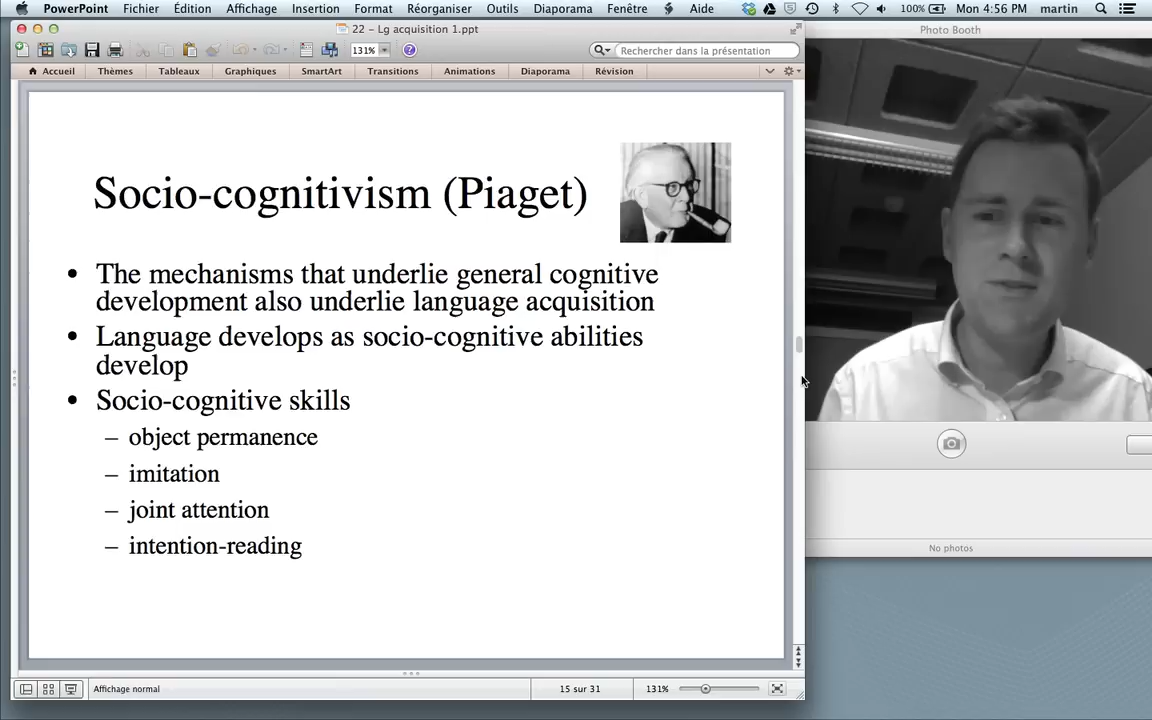 PowerPoint Fichier Édition Affichage Insertion Format Réorganiser Outils Diaporama Fenêtre Aide 100% Mon 4:56 PM martin
22 - Lg acquisition 1.ppt
Photo Booth
131% Rechercher dans la présentation
Accueil Thèmes Tableaux Graphiques SmartArt Transitions Animations Diaporama Révision
Socio-cognitivism (Piaget)
• The mechanisms that underlie general cognitive
development also underlie language acquisition
• Language develops as socio-cognitive abilities
develop
• Socio-cognitive skills
– object permanence
– imitation
– joint attention
– intention-reading
No photos
Affichage normal 15 sur 31 131%